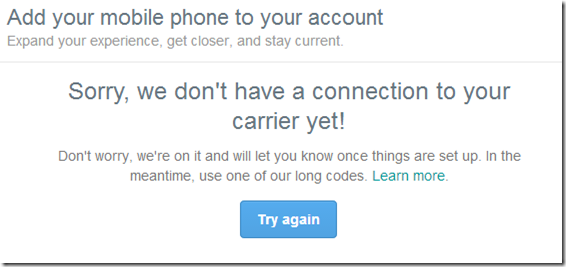 Add your mobile phone to your account
Expand your experience, get closer, and stay current.
Sorry, we don't have a connection to your
carrier yet!
Don't worry, we're on it and will let you know once things are set up. In the
meantime, use one of our long codes. Learn more.
Try again